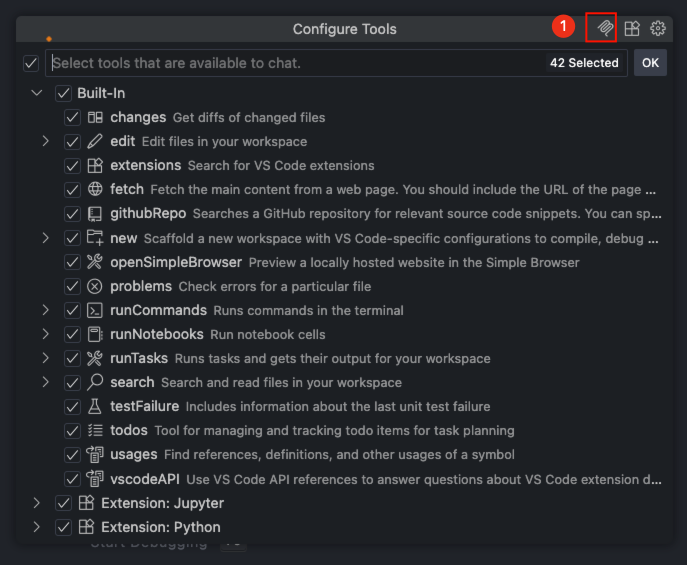 Configure Tools
1
Select tools that are available to chat.
42 Selected
OK
Built-In
changes Get diffs of changed files
edit Edit files in your workspace
extensions Search for VS Code extensions
fetch Fetch the main content from a web page. You should include the URL of the page ...
githubRepo Searches a GitHub repository for relevant source code snippets. You can sp...
new Scaffold a new workspace with VS Code-specific configurations to compile, debug ...
openSimpleBrowser Preview a locally hosted website in the Simple Browser
problems Check errors for a particular file
runCommands Runs commands in the terminal
runNotebooks Run notebook cells
runTasks Runs tasks and gets their output for your workspace
search Search and read files in your workspace
testFailure Includes information about the last unit test failure
todos Tool for managing and tracking todo items for task planning
usages Find references, definitions, and other usages of a symbol
vscodeAPI Use VS Code API references to answer questions about VS Code extension d...
Extension: Jupyter
Extension: Python
Start Debugging